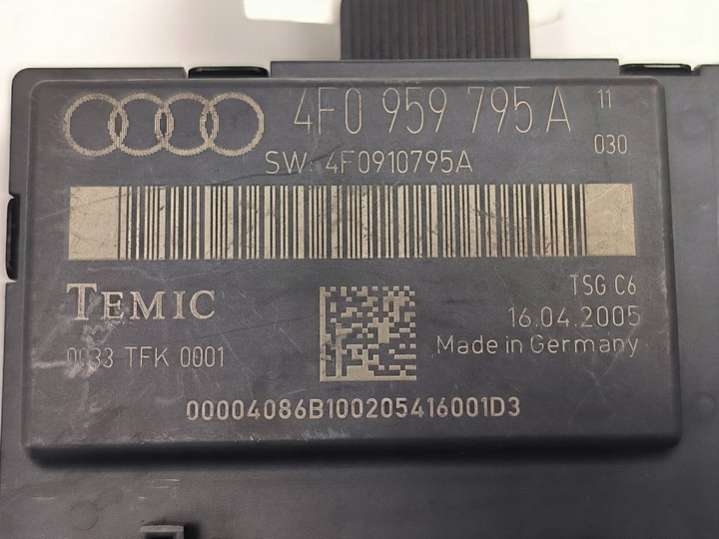 4F0 959 795 A 11
030
SW: 4F0910795A
TEMIC
TSG C6
16.04.2005
0933 TFK 0001
Made in Germany
00004086B100205416001D3